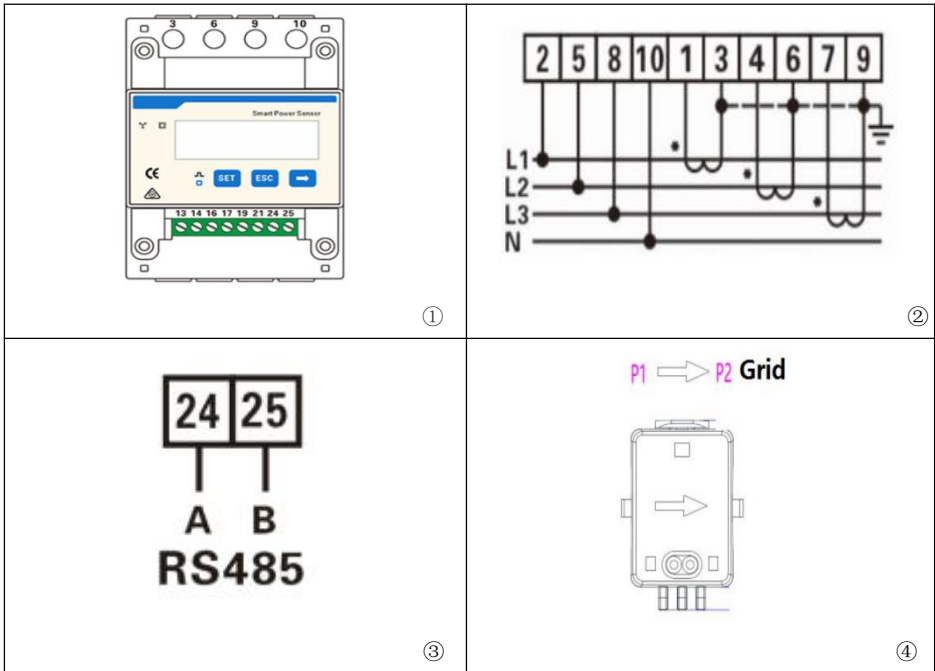 3 6 9 10
Smart Power Sensor
CE
SET ESC
13 14 16 17 19 21 24 25
①
2 5 8 10 1 3 4 6 7 9
*
L1
*
L2
*
L3
N
②
24 25
A B
RS485
③
P1 P2 Grid
④